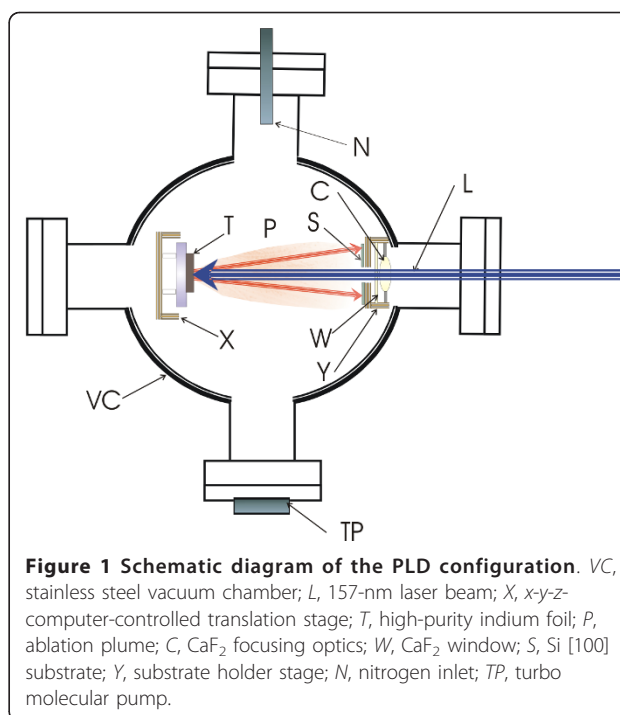 N
C
L
T
P
S
X
W
Y
VC
TP
Figure 1 Schematic diagram of the PLD configuration. VC,
stainless steel vacuum chamber; L, 157-nm laser beam; X, x-y-z-
computer-controlled translation stage; T, high-purity indium foil; P,
ablation plume; C, CaF₂ focusing optics; W, CaF₂ window; S, Si [100]
substrate; Y, substrate holder stage; N, nitrogen inlet; TP, turbo
molecular pump.